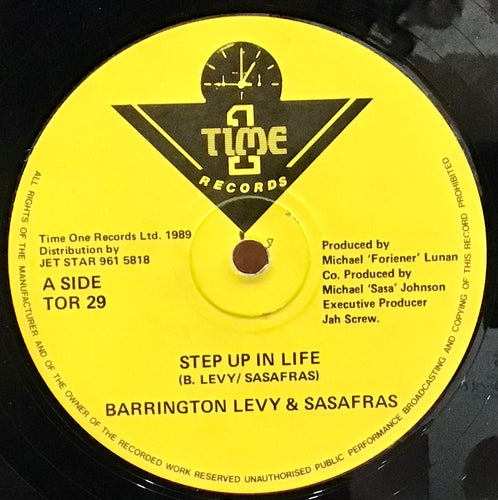 TIME
1
RECORDS
Time One Records Ltd. 1989
Distribution by
JET STAR 961 5818
A SIDE
TOR 29
Produced by
Michael 'Foriener' Lunan
Co. Produced by
Michael 'Sasa' Johnson
Executive Producer
Jah Screw.
STEP UP IN LIFE
(B. LEVY/ SASAFRAS)
BARRINGTON LEVY & SASAFRAS
ALL RIGHTS OF THE MANUFACTURER AND OF THE OWNER OF THE RECORDED WORK RESERVED UNAUTHORISED PUBLIC PERFORMANCE BROADCASTING AND COPYING OF THIS RECORD PROHIBITED